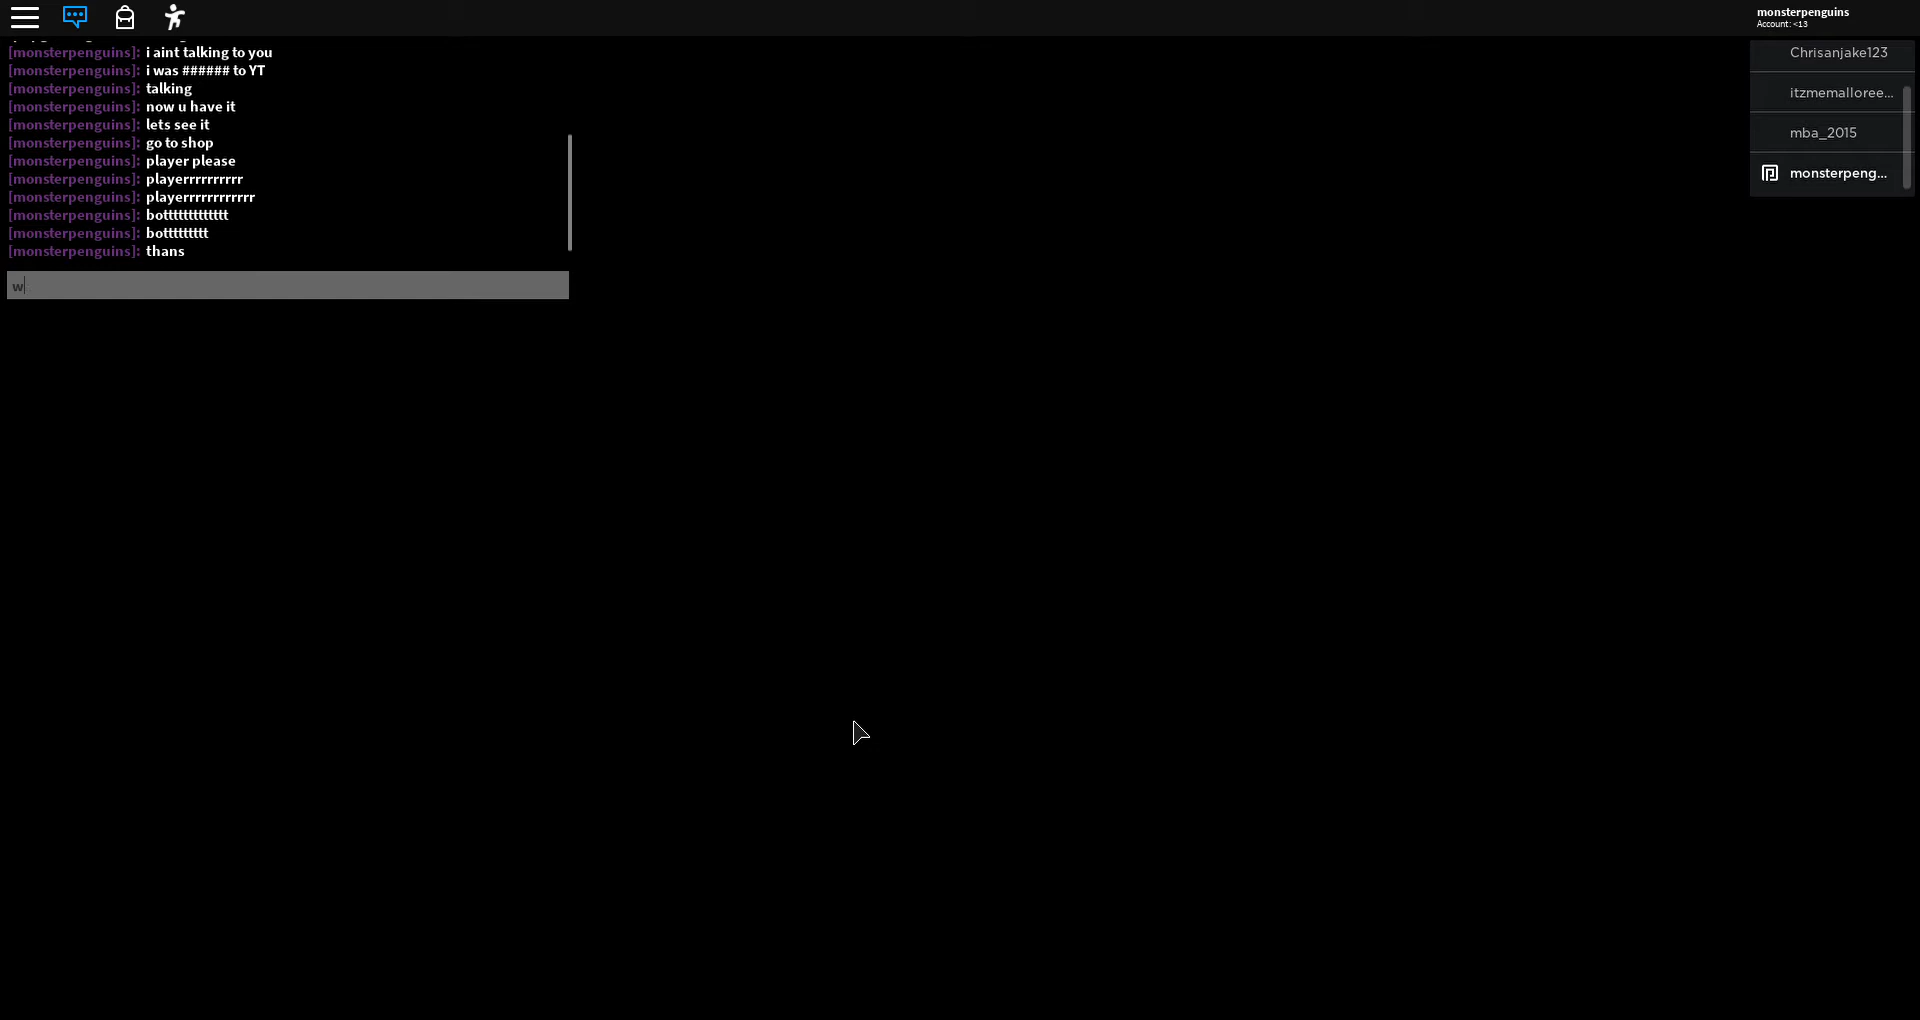 monsterpenguins
Account: <13
[monsterpenguins]: i aint talking to you
[monsterpenguins]: i was ###### to YT
[monsterpenguins]: talking
[monsterpenguins]: now u have it
[monsterpenguins]: lets see it
[monsterpenguins]: go to shop
[monsterpenguins]: player please
[monsterpenguins]: playerrrrrrrrrr
[monsterpenguins]: playerrrrrrrrrrrr
[monsterpenguins]: botttttttttttttt
[monsterpenguins]: botttttttttt
[monsterpenguins]: thans
w
Chrisanjake123
itzmemalloree...
mba_2015
monsterpeng...